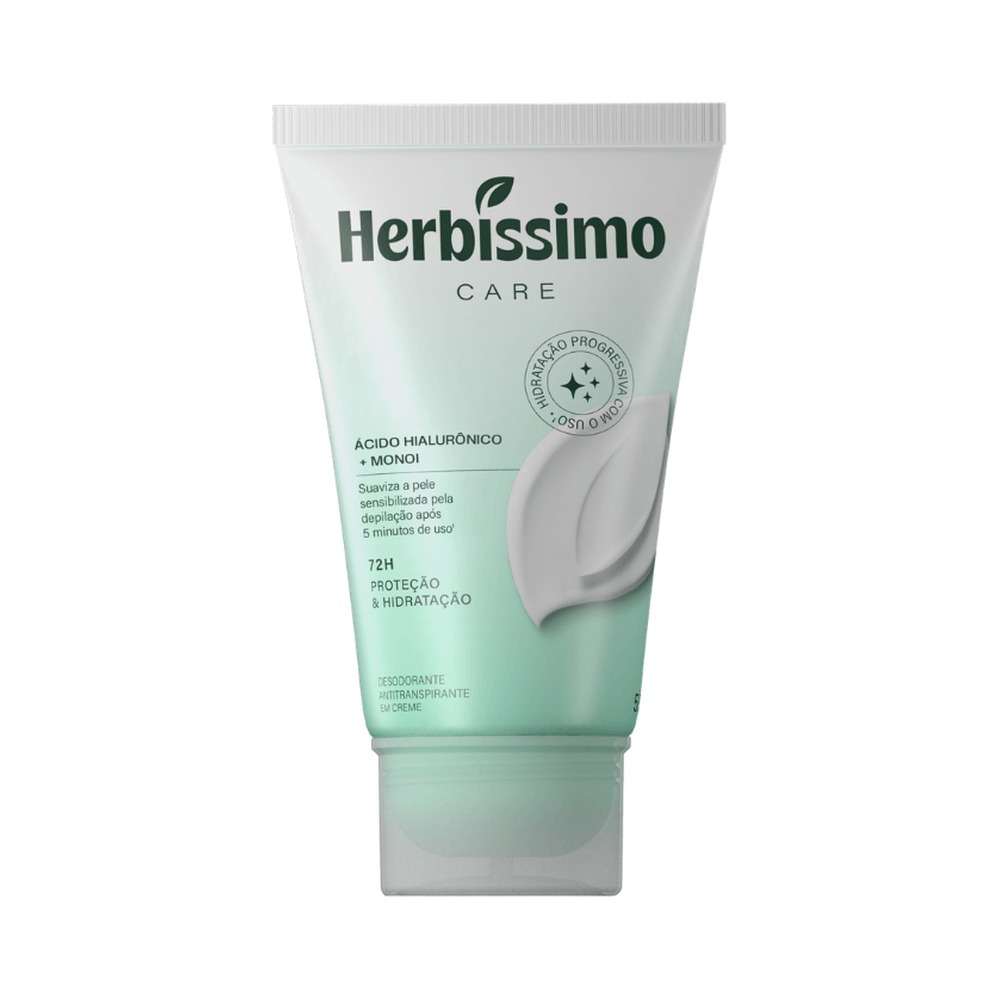 Herbissimo
CARE
• HIDRATAÇÃO PROGRESSIVA COM O USO¹
ÁCIDO HIALURÔNICO
+ MONOI
Suaviza a pele
sensibilizada pela
depilação após
5 minutos de uso¹
72H
PROTEÇÃO
& HIDRATAÇÃO
DESODORANTE
ANTITRANSPIRANTE
EM CREME